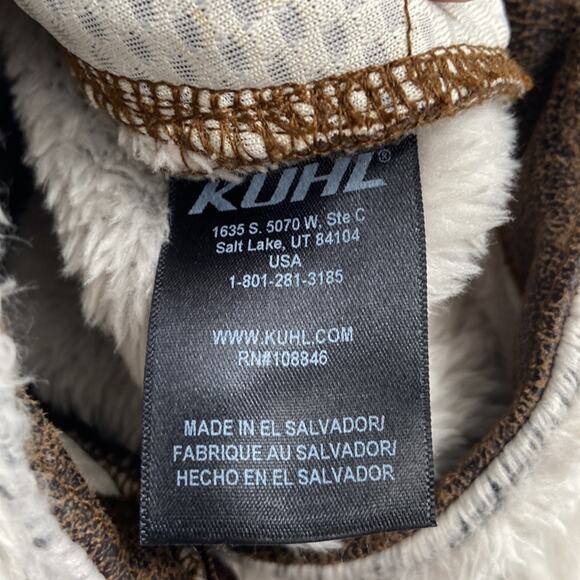 KUHL®
1635 S. 5070 W, Ste C
Salt Lake, UT 84104
USA
1-801-281-3185
WWW.KUHL.COM
RN#108846
MADE IN EL SALVADOR/
FABRIQUE AU SALVADOR/
HECHO EN EL SALVADOR